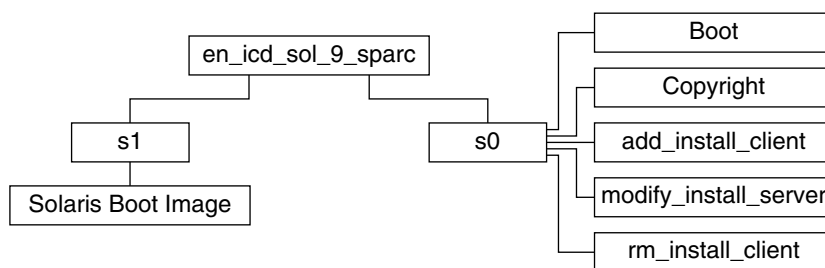 en_icd_sol_9_sparc
s1
Solaris Boot Image
s0
Boot
Copyright
add_install_client
modify_install_server
rm_install_client